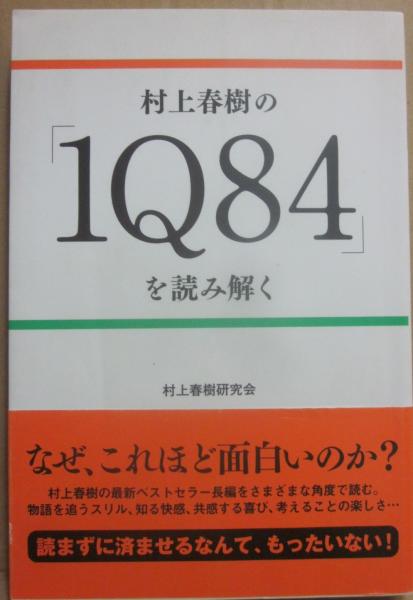 村上春樹の
「1Q84」
を読み解く
村上春樹研究会
なぜ、これほど面白いのか?
村上春樹の最新ベストセラー長編をさまざまな角度で読む。
物語を追うスリル、知る快感、共感する喜び、考えることの楽しさ…
読まずに済ませるなんて、もったいない!